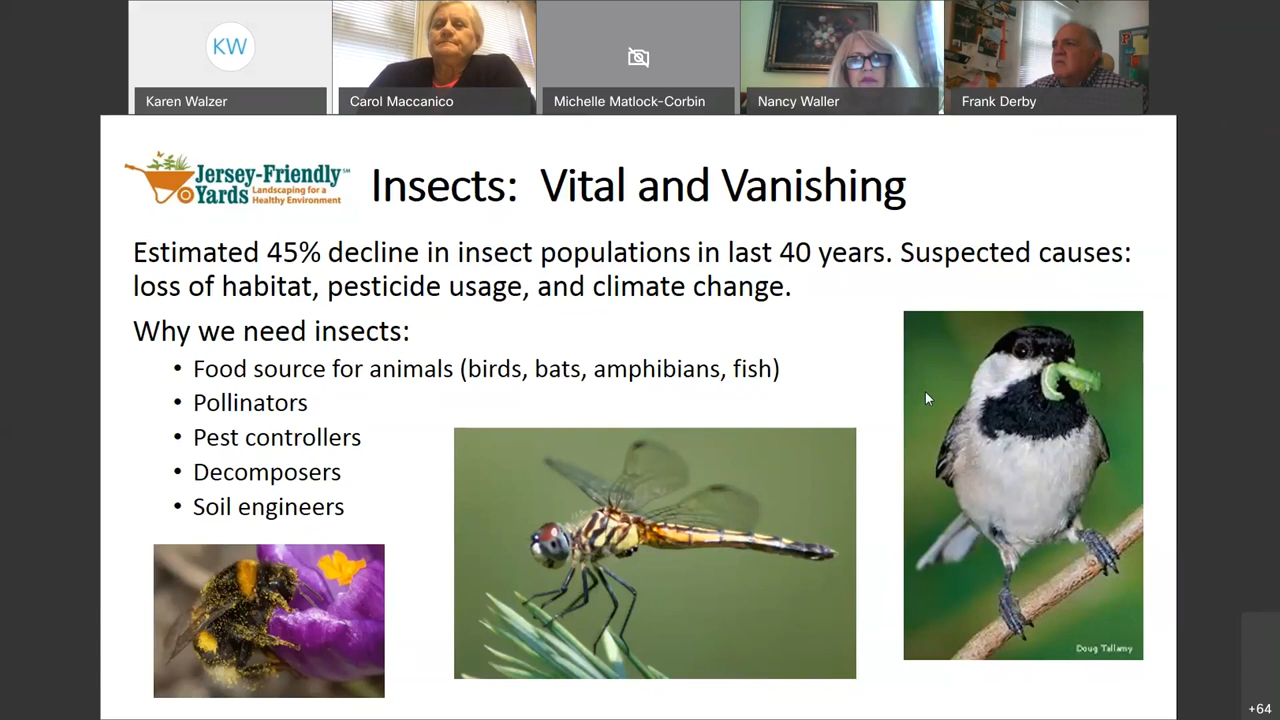 KW
Karen Walzer
Carol Maccanico
Michelle Matlock-Corbin
Nancy Waller
Frank Derby
Jersey-Friendly℠
Yards Landscaping for a
Healthy Environment
Insects: Vital and Vanishing
Estimated 45% decline in insect populations in last 40 years. Suspected causes:
loss of habitat, pesticide usage, and climate change.
Why we need insects:
• Food source for animals (birds, bats, amphibians, fish)
• Pollinators
• Pest controllers
• Decomposers
• Soil engineers
Doug Tallamy
+64